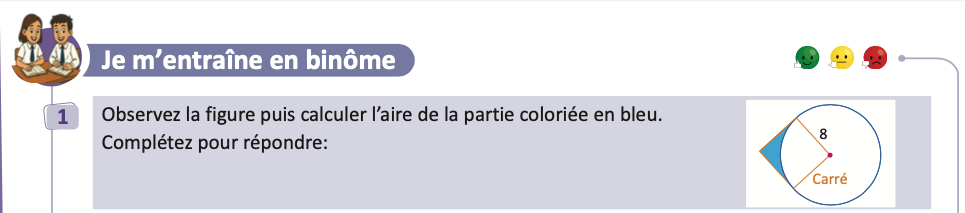 Je m’entraîne en binôme
1
Observez la figure puis calculer l’aire de la partie coloriée en bleu.
Complétez pour répondre:
8
Carré